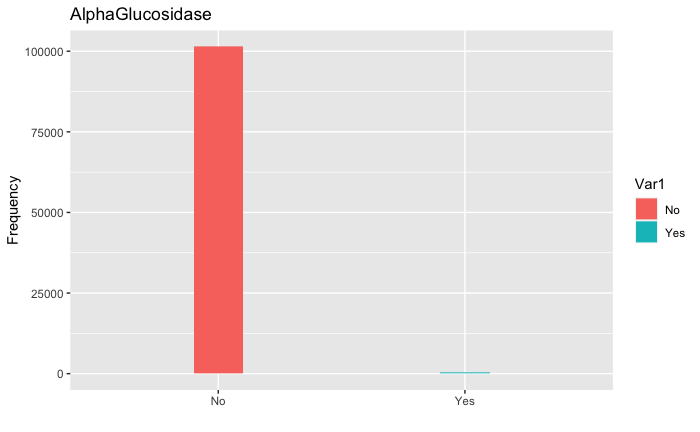 AlphaGlucosidase
Frequency
100000
75000
50000
25000
0
No
Yes
Var1
No
Yes